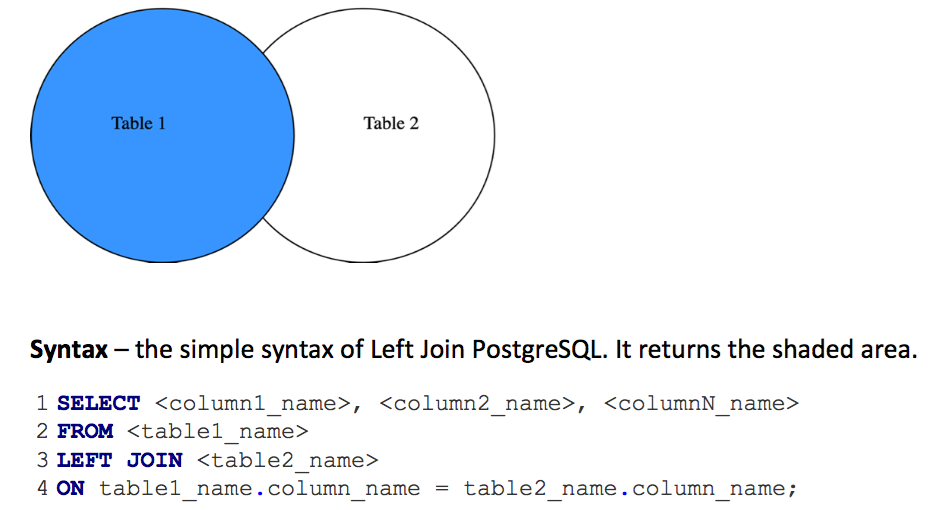 Table 1 Table 2
Syntax – the simple syntax of Left Join PostgreSQL. It returns the shaded area.
1 SELECT <column1_name>, <column2_name>, <columnN_name>
2 FROM <table1_name>
3 LEFT JOIN <table2_name>
4 ON table1_name.column_name = table2_name.column_name;